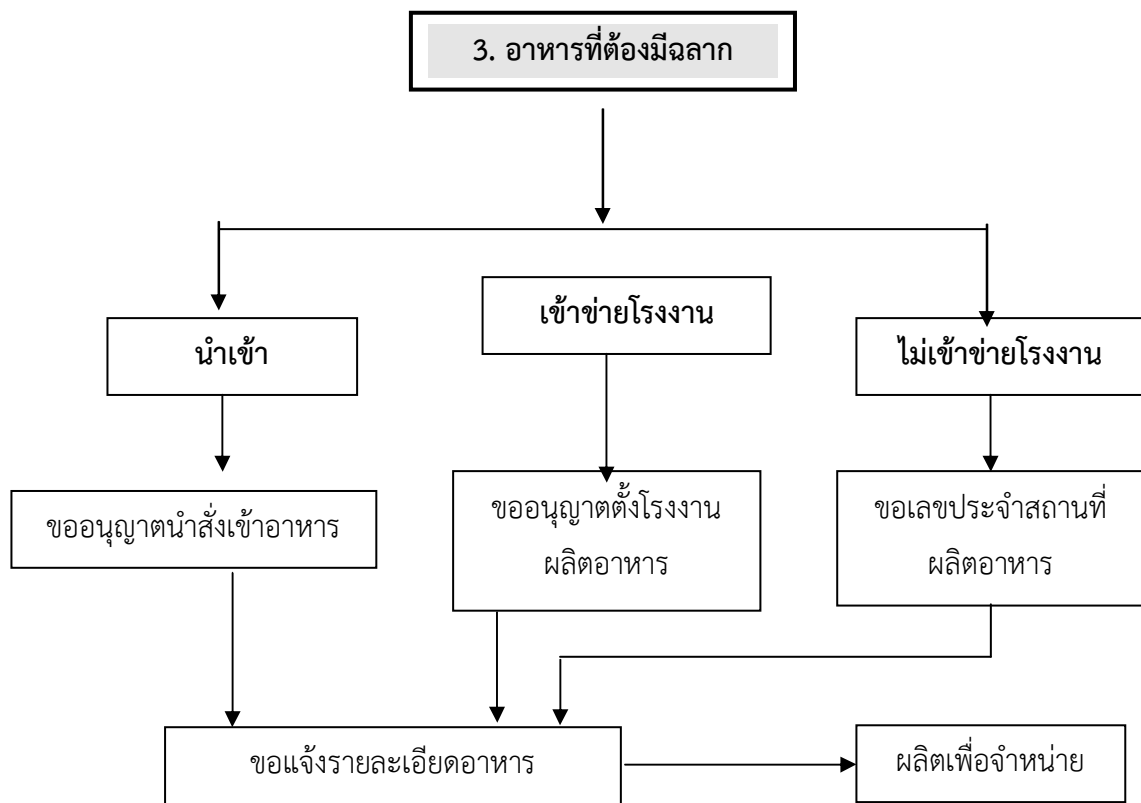 3. อาหารที่ต้องมีฉลาก
นำเข้า
เข้าข่ายโรงงาน
ไม่เข้าข่ายโรงงาน
ขออนุญาตนำสั่งเข้าอาหาร
ขออนุญาตตั้งโรงงาน
ผลิตอาหาร
ขอเลขประจำสถานที่
ผลิตอาหาร
ขอแจ้งรายละเอียดอาหาร
ผลิตเพื่อจำหน่าย